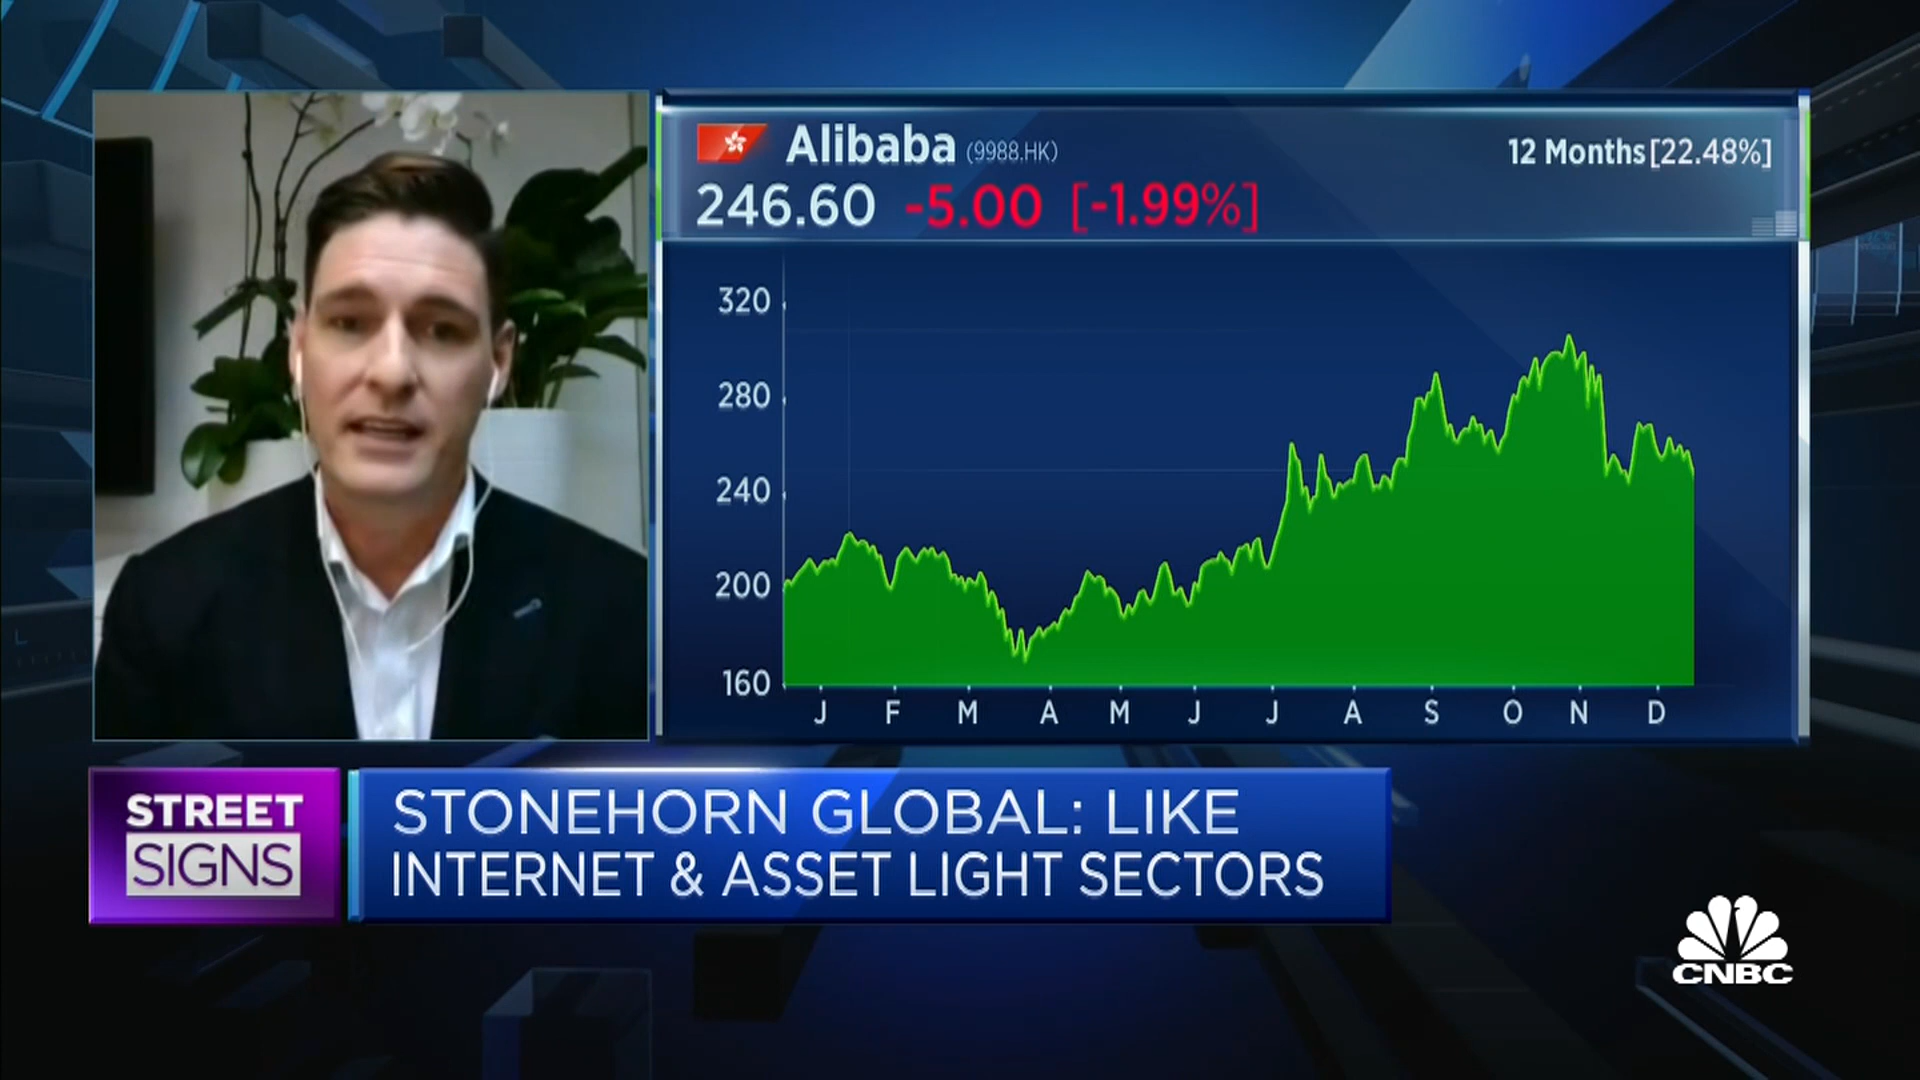 Alibaba (9988.HK)
12 Months [22.48%]
246.60 -5.00 [-1.99%]
320
280
240
200
160
J F M A M J J A S O N D
STREET
SIGNS
STONEHORN GLOBAL: LIKE
INTERNET & ASSET LIGHT SECTORS
CNBC